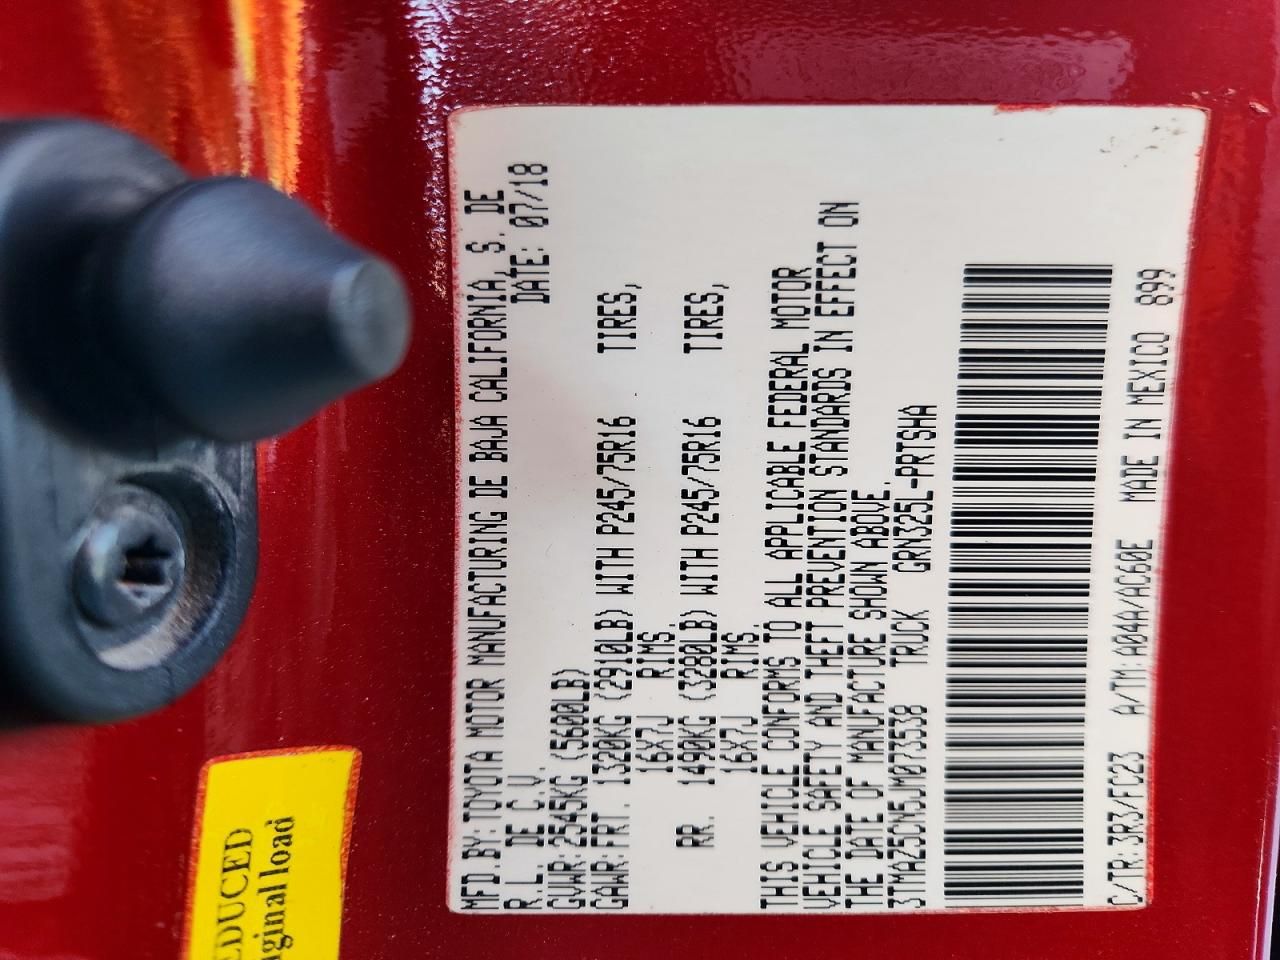 MFD.BY:TOYOTA MOTOR MANUFACTURING DE BAJA CALIFORNIA, S. DE
R.L. DE C.V. DATE: 07/18
GVWR:2545KG (5600LB)
GAWR:FRT. 1320KG (2910LB) WITH P245/75R16 TIRES,
16X7J RIMS.
RR. 1490KG (3280LB) WITH P245/75R16 TIRES,
16X7J RIMS.
THIS VEHICLE CONFORMS TO ALL APPLICABLE FEDERAL MOTOR
VEHICLE SAFETY AND THEFT PREVENTION STANDARDS IN EFFECT ON
THE DATE OF MANUFACTURE SHOWN ABOVE.
3TMAZ5CN5JM073538 TRUCK GRN325L-PRTSHA
C/TR:3R3/FC23 A/TM:A04A/AC60E MADE IN MEXICO 899
EDUCED
ginal load